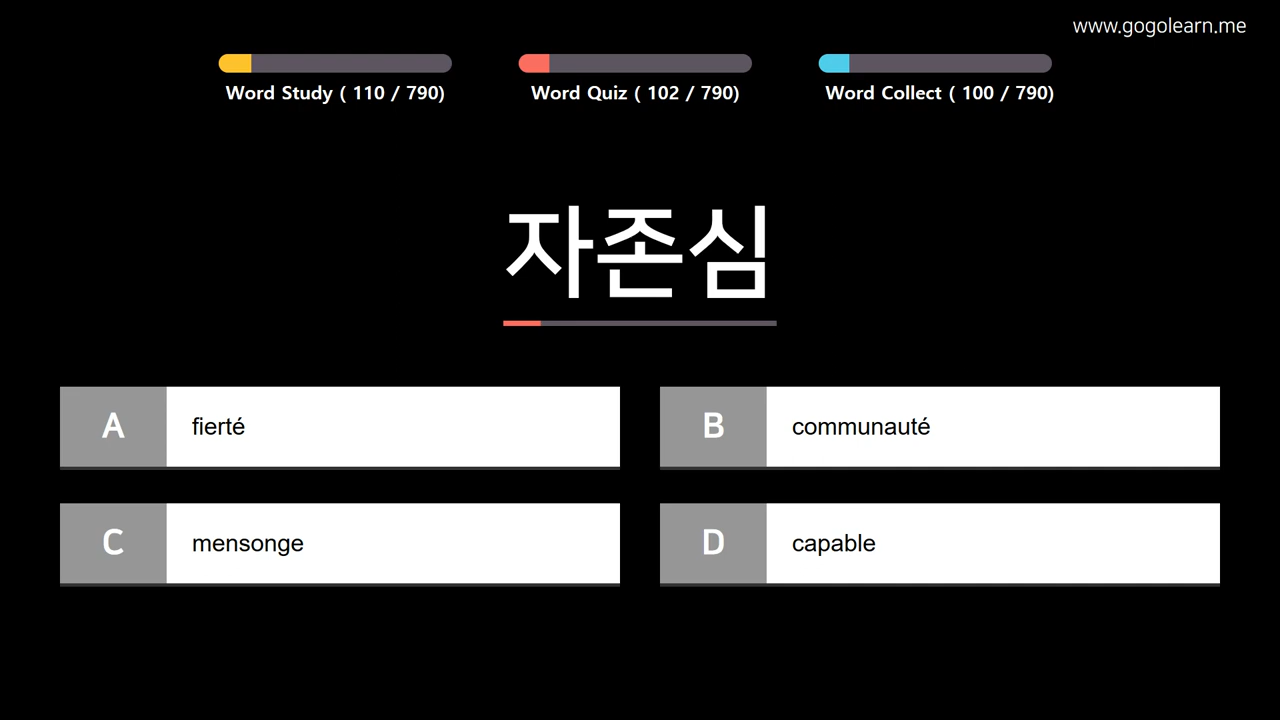 www.gogolearn.me
Word Study ( 110 / 790)
Word Quiz ( 102 / 790)
Word Collect ( 100 / 790)
자존심
A fierté
B communauté
C mensonge
D capable